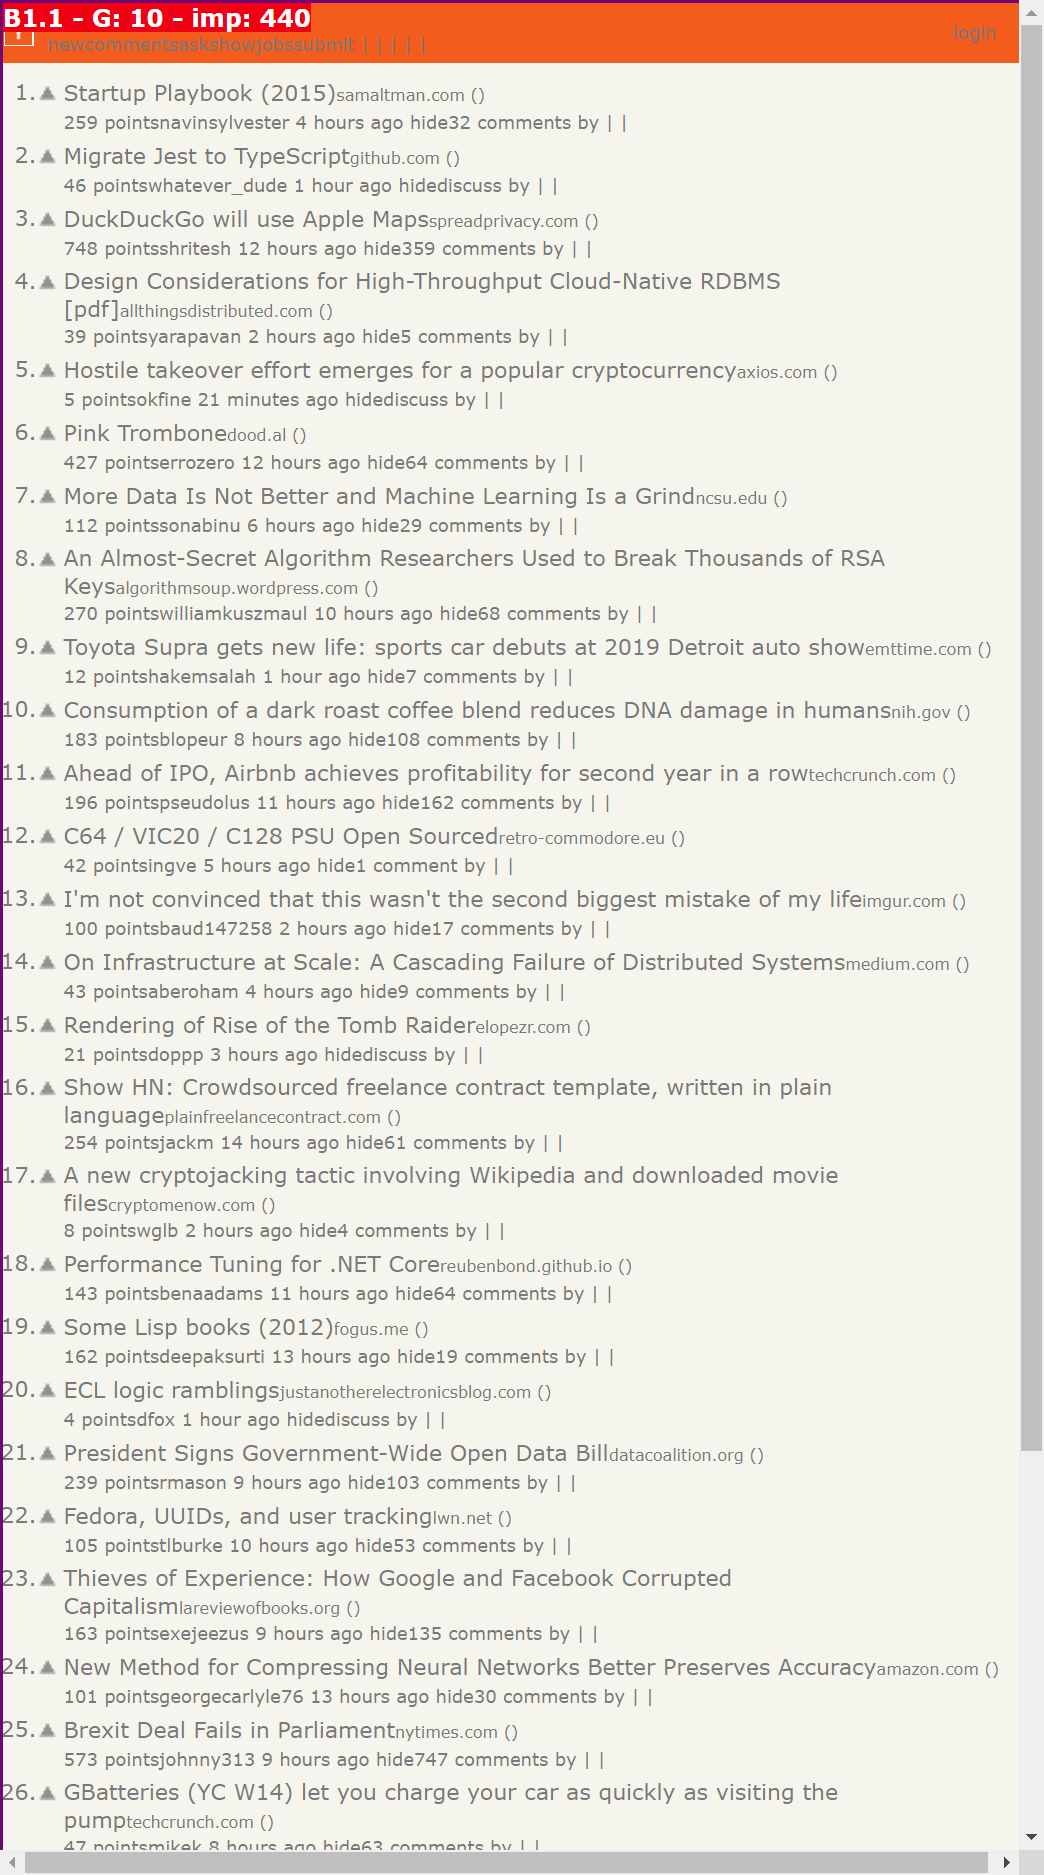 B1.1 - G: 10 - imp: 440
newcommentsaskshowjobssubmit | | | | |
login
1. Startup Playbook (2015)samaltman.com ()
259 pointsnavinsylvester 4 hours ago hide32 comments by | |
2. Migrate Jest to TypeScriptgithub.com ()
46 pointswhatever_dude 1 hour ago hidediscuss by | |
3. DuckDuckGo will use Apple Mapsspreadprivacy.com ()
748 pointsshritesh 12 hours ago hide359 comments by | |
4. Design Considerations for High-Throughput Cloud-Native RDBMS
[pdf]allthingsdistributed.com ()
39 pointsyarapavan 2 hours ago hide5 comments by | |
5. Hostile takeover effort emerges for a popular cryptocurrencyaxios.com ()
5 pointsokfine 21 minutes ago hidediscuss by | |
6. Pink Trombonedood.al ()
427 pointserrozero 12 hours ago hide64 comments by | |
7. More Data Is Not Better and Machine Learning Is a Grindncsu.edu ()
112 pointssonabinu 6 hours ago hide29 comments by | |
8. An Almost-Secret Algorithm Researchers Used to Break Thousands of RSA
Keysalgorithmsoup.wordpress.com ()
270 pointswilliamkuszmaul 10 hours ago hide68 comments by | |
9. Toyota Supra gets new life: sports car debuts at 2019 Detroit auto showemttime.com ()
12 pointshakemsalah 1 hour ago hide7 comments by | |
10. Consumption of a dark roast coffee blend reduces DNA damage in humansnih.gov ()
183 pointsblopeur 8 hours ago hide108 comments by | |
11. Ahead of IPO, Airbnb achieves profitability for second year in a rowtechcrunch.com ()
196 pointspseudolus 11 hours ago hide162 comments by | |
12. C64 / VIC20 / C128 PSU Open Sourcedretro-commodore.eu ()
42 pointsingve 5 hours ago hide1 comment by | |
13. I'm not convinced that this wasn't the second biggest mistake of my lifeimgur.com ()
100 pointsbaud147258 2 hours ago hide17 comments by | |
14. On Infrastructure at Scale: A Cascading Failure of Distributed Systemsmedium.com ()
43 pointsaberoham 4 hours ago hide9 comments by | |
15. Rendering of Rise of the Tomb Raiderelopezr.com ()
21 pointsdoppp 3 hours ago hidediscuss by | |
16. Show HN: Crowdsourced freelance contract template, written in plain
languageplainfreelancecontract.com ()
254 pointsjackm 14 hours ago hide61 comments by | |
17. A new cryptojacking tactic involving Wikipedia and downloaded movie
filescryptomenow.com ()
8 pointswglb 2 hours ago hide4 comments by | |
18. Performance Tuning for .NET Corereubenbond.github.io ()
143 pointsbenaadams 11 hours ago hide64 comments by | |
19. Some Lisp books (2012)fogus.me ()
162 pointsdeepaksurti 13 hours ago hide19 comments by | |
20. ECL logic ramblingsjustanotherelectronicsblog.com ()
4 pointsdfox 1 hour ago hidediscuss by | |
21. President Signs Government-Wide Open Data Billdatacoalition.org ()
239 pointsrmason 9 hours ago hide103 comments by | |
22. Fedora, UUIDs, and user trackinglwn.net ()
105 pointstlburke 10 hours ago hide53 comments by | |
23. Thieves of Experience: How Google and Facebook Corrupted
Capitalismlareviewofbooks.org ()
163 pointsexejeezus 9 hours ago hide135 comments by | |
24. New Method for Compressing Neural Networks Better Preserves Accuracyamazon.com ()
101 pointsgeorgecarlyle76 13 hours ago hide30 comments by | |
25. Brexit Deal Fails in Parliamentnytimes.com ()
573 pointsjohnny313 9 hours ago hide747 comments by | |
26. GBatteries (YC W14) let you charge your car as quickly as visiting the
pumptechcrunch.com ()
47 pointsmikek 8 hours ago hide63 comments by | |